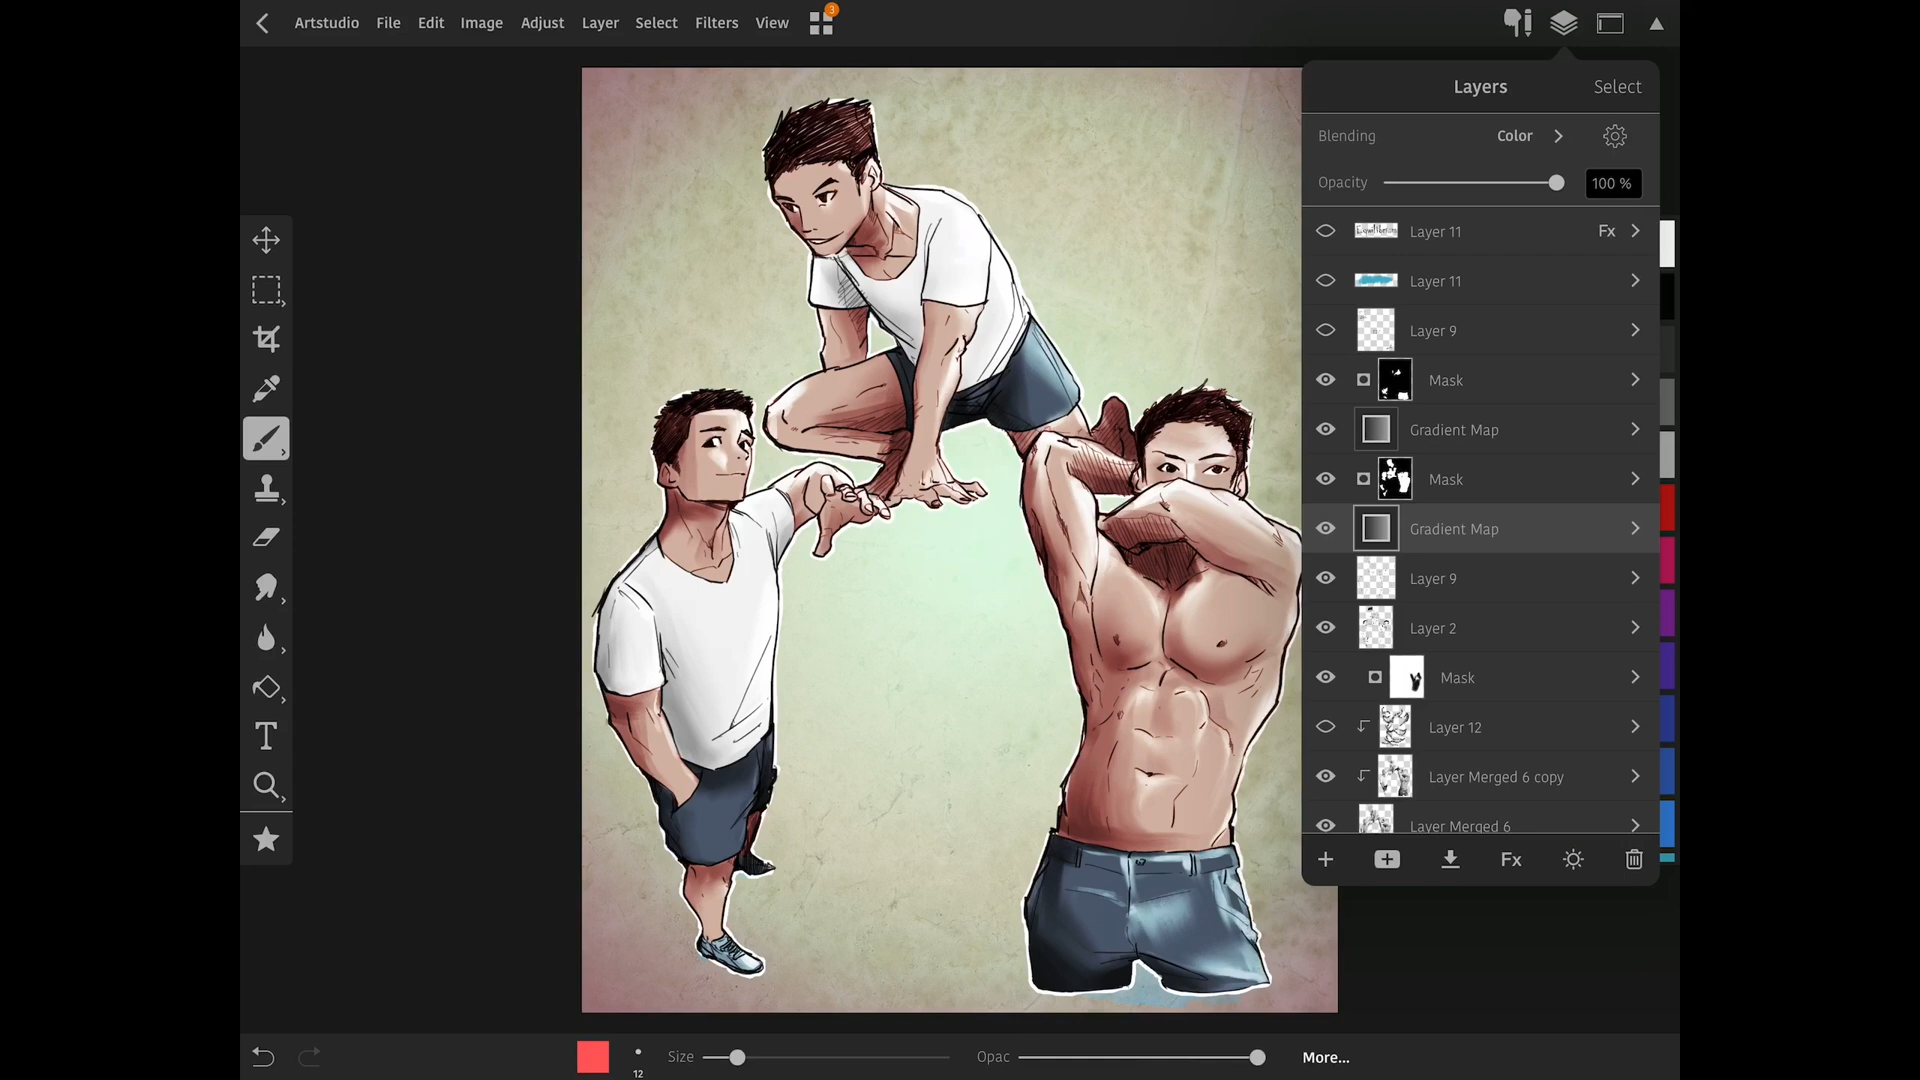 Artstudio File Edit Image Adjust Layer Select Filters View 3
Layers Select
Blending Color
Opacity 100 %
Layer 11 Fx
Layer 11
Layer 9
Mask
Gradient Map
Mask
Gradient Map
Layer 9
Layer 2
Mask
Layer 12
Layer Merged 6 copy
Layer Merged 6
Fx
T
Size Opac More...
12